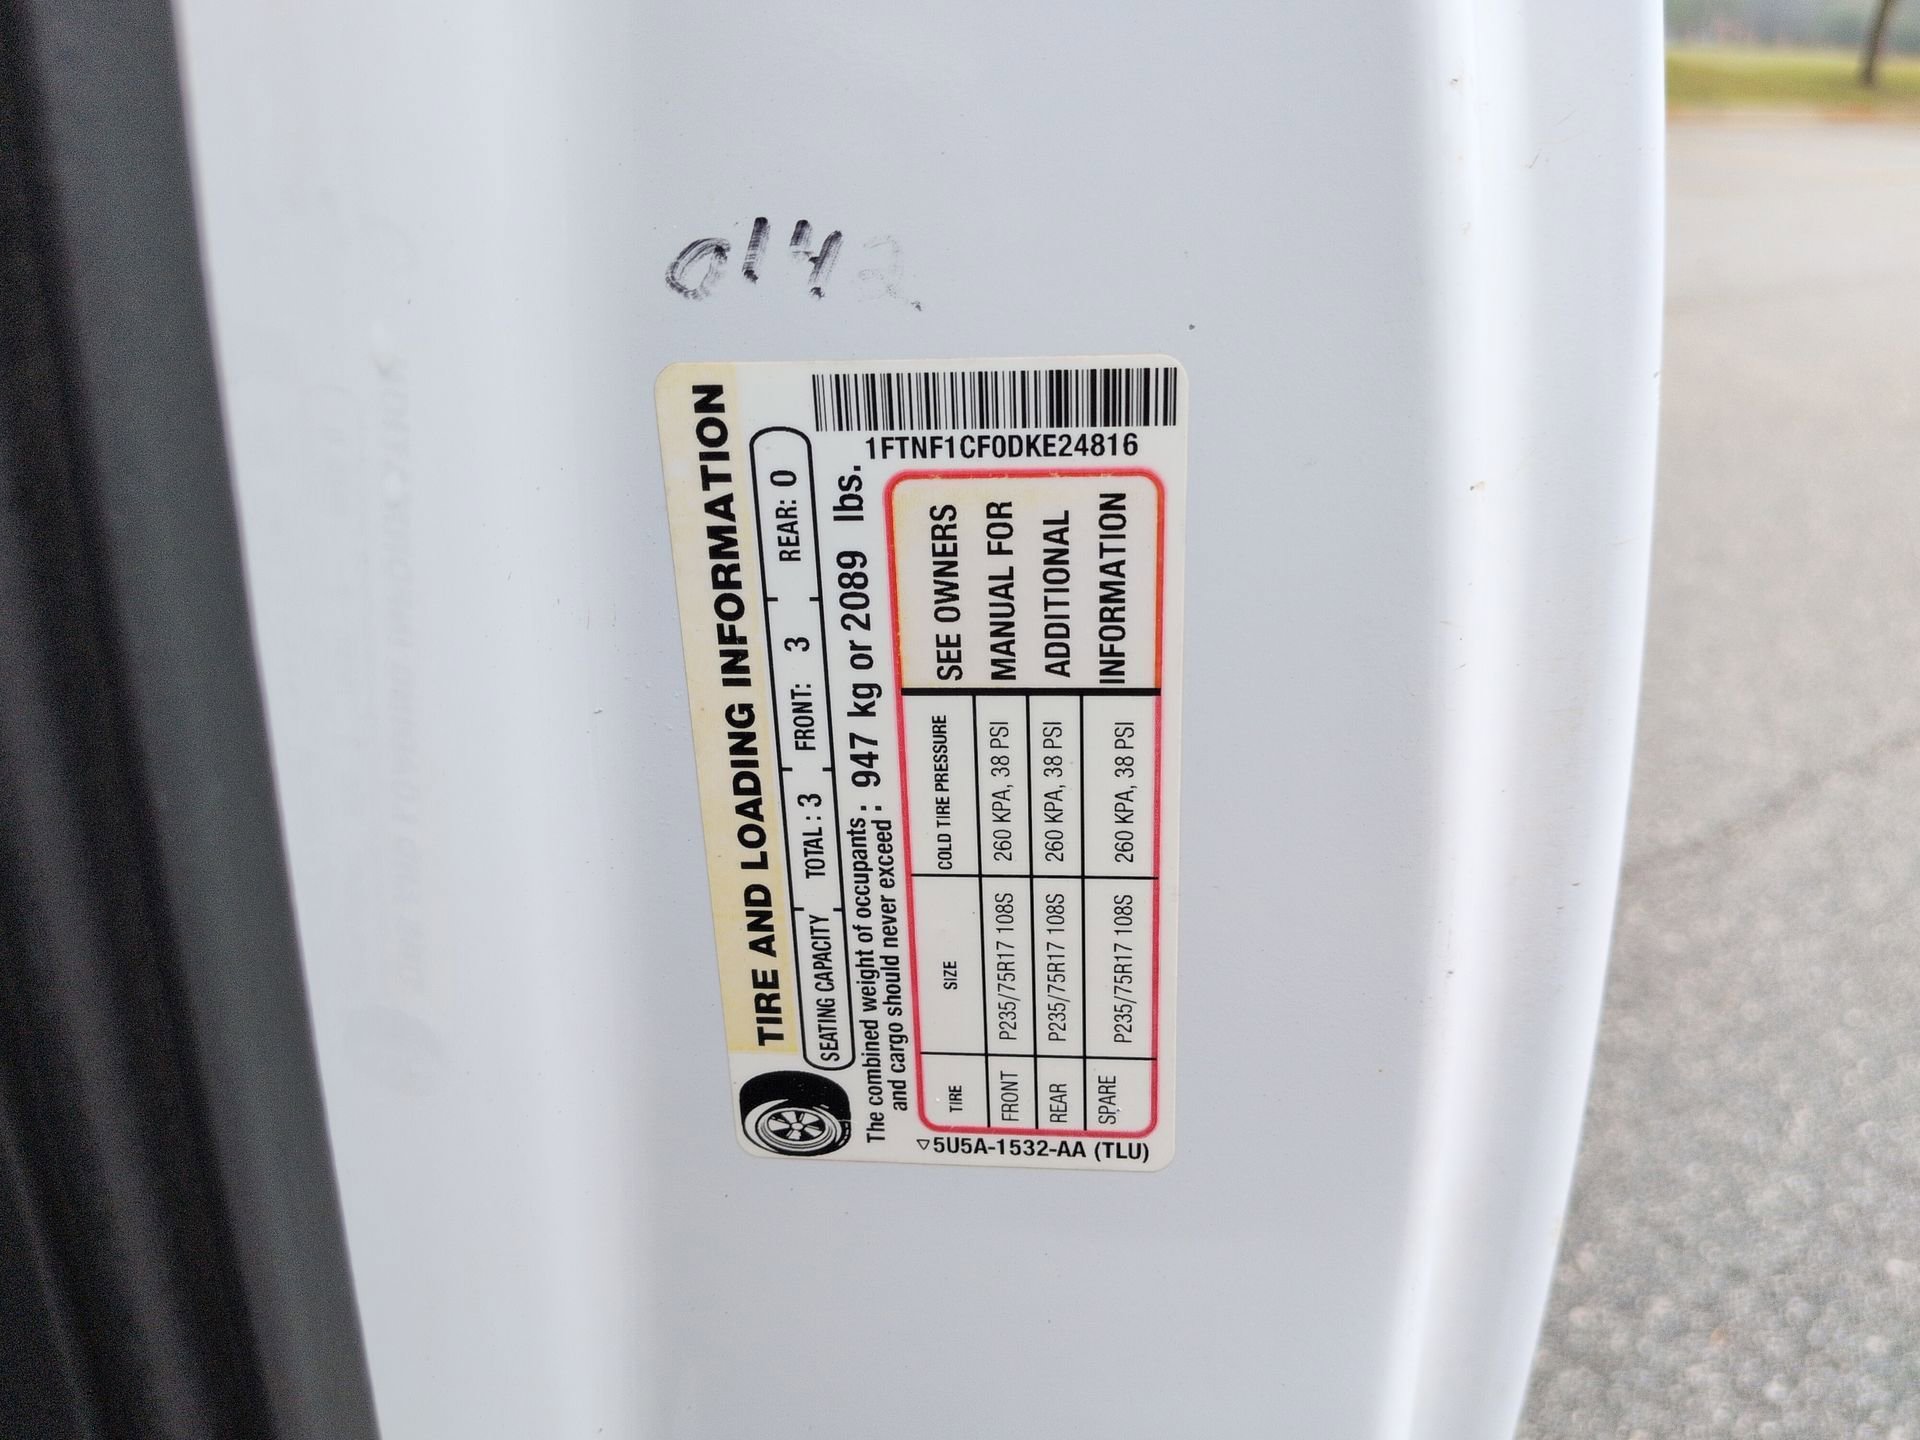 0142
1FTNF1CF0DKE24816
TIRE AND LOADING INFORMATION
SEATING CAPACITY TOTAL : 3 FRONT: 3 REAR: 0
The combined weight of occupants and cargo should never exceed : 947 kg or 2089 lbs.
TIRE SIZE COLD TIRE PRESSURE
FRONT P235/75R17 108S 260 KPA, 38 PSI
REAR P235/75R17 108S 260 KPA, 38 PSI
SPARE P235/75R17 108S 260 KPA, 38 PSI
SEE OWNERS
MANUAL FOR
ADDITIONAL
INFORMATION
5U5A-1532-AA (TLU)